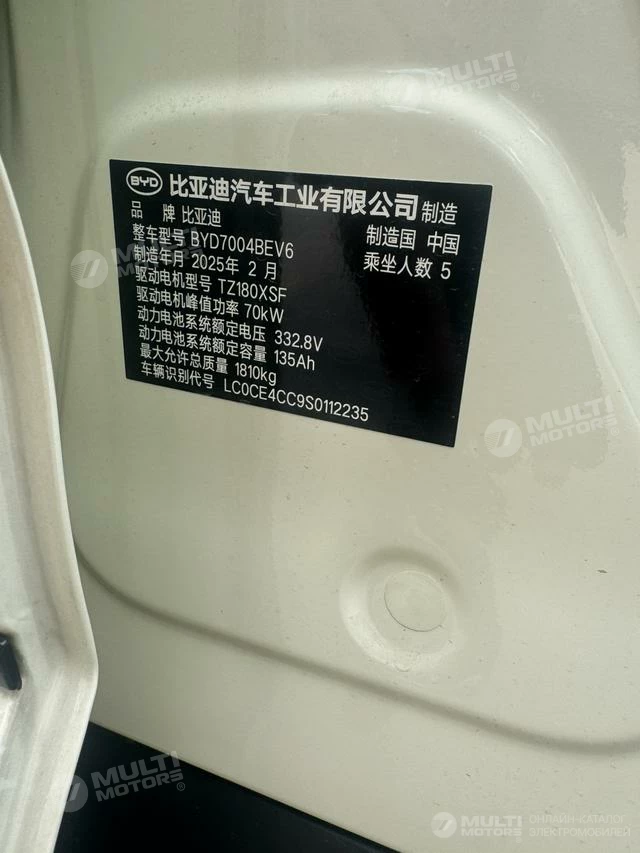 MULTI
MOTORS®
BYD 比亚迪汽车工业有限公司 制造
品 牌 比亚迪
制造国 中国
整车型号 BYD7004BEV6
乘坐人数 5
制造年月 2025年 2 月
驱动电机型号 TZ180XSF
驱动电机峰值功率 70kW
动力电池系统额定电压 332.8V
动力电池系统额定容量 135Ah
最大允许总质量 1810kg
车辆识别代号 LC0CE4CC9S0112235
MULTI
MOTORS®
MULTI
MOTORS®
MULTI
MOTORS®
MULTI
MOTORS®
ОНЛАЙН-КАТАЛОГ
ЭЛЕКТРОМОБИЛЕЙ